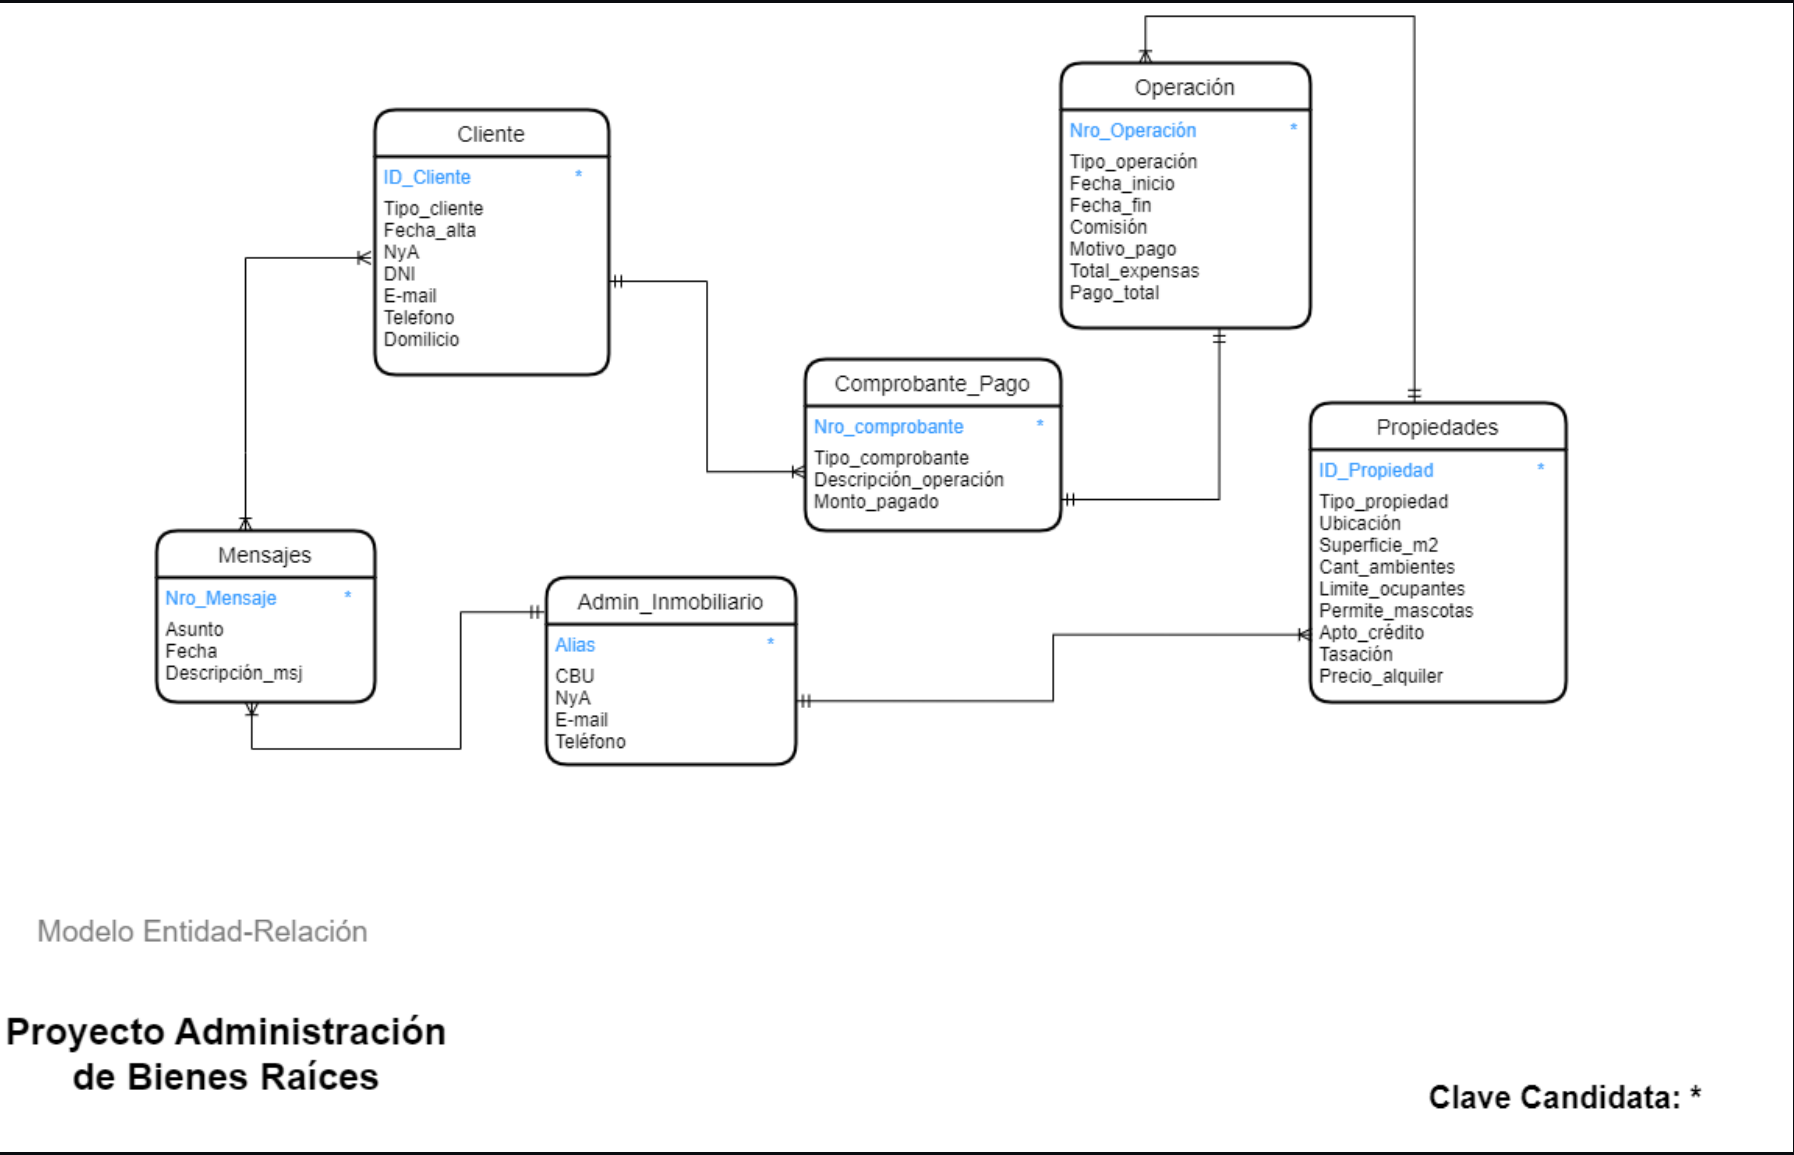 Cliente
ID_Cliente *
Tipo_cliente
Fecha_alta
NyA
DNI
E-mail
Telefono
Domilicio
Operación
Nro_Operación *
Tipo_operación
Fecha_inicio
Fecha_fin
Comisión
Motivo_pago
Total_expensas
Pago_total
Comprobante_Pago
Nro_comprobante *
Tipo_comprobante
Descripción_operación
Monto_pagado
Propiedades
ID_Propiedad *
Tipo_propiedad
Ubicación
Superficie_m2
Cant_ambientes
Limite_ocupantes
Permite_mascotas
Apto_crédito
Tasación
Precio_alquiler
Mensajes
Nro_Mensaje *
Asunto
Fecha
Descripción_msj
Admin_Inmobiliario
Alias *
CBU
NyA
E-mail
Teléfono
Modelo Entidad-Relación
Proyecto Administración
de Bienes Raíces
Clave Candidata: *